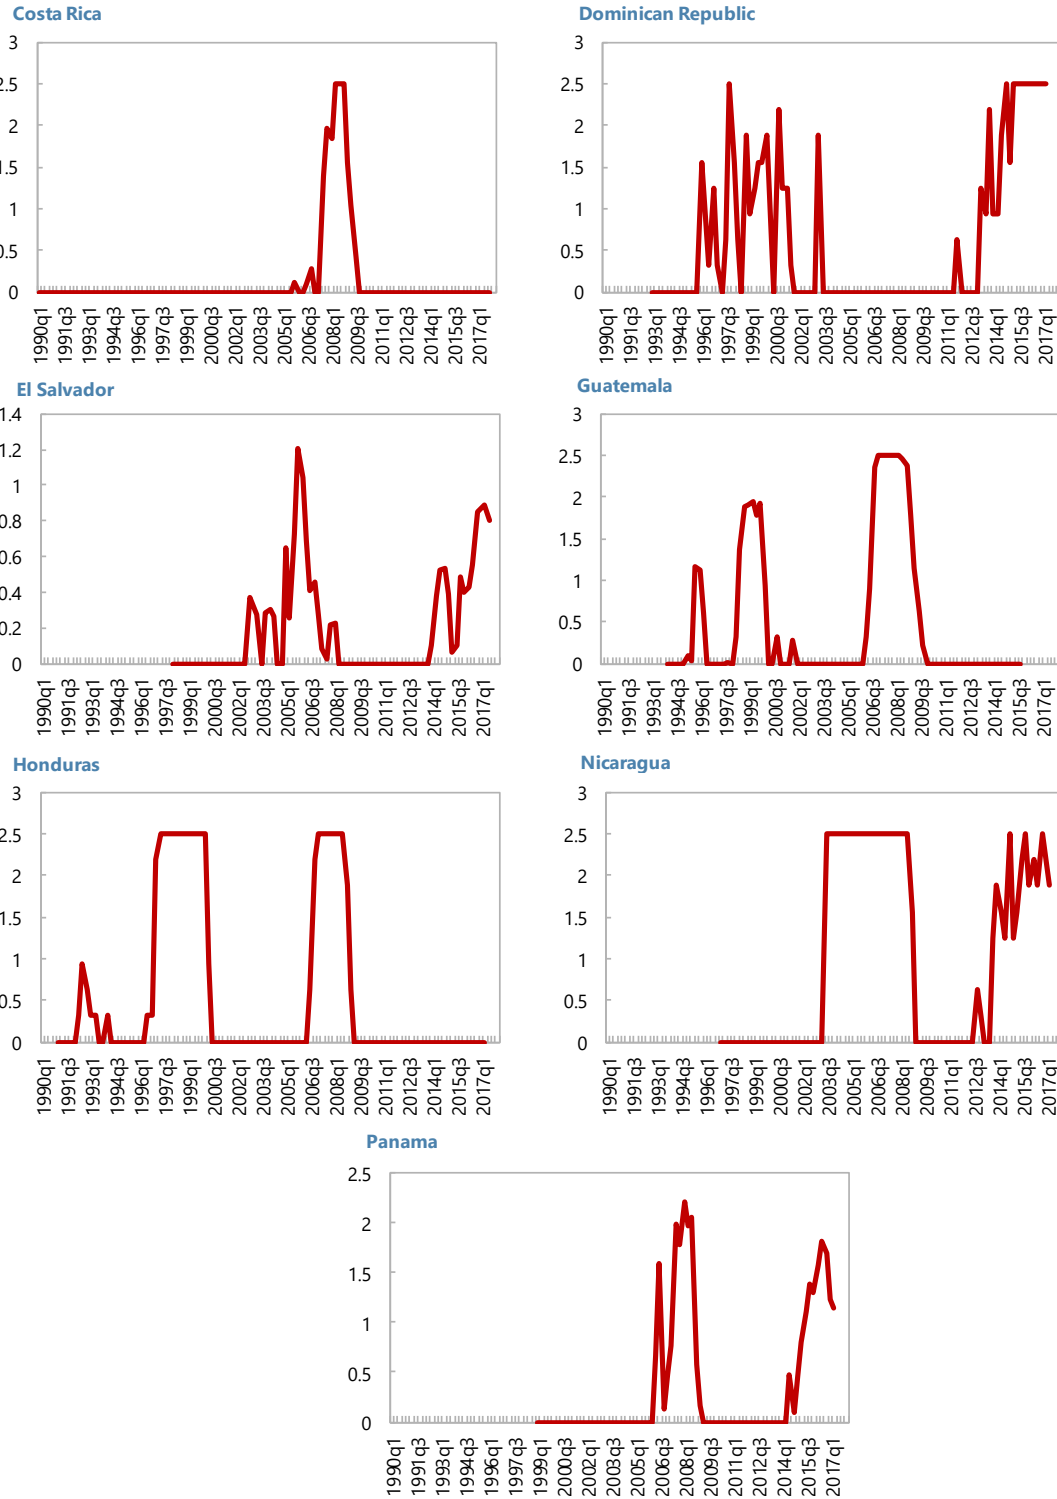 Costa Rica
3
2.5
2
1.5
1
0.5
0
1990q1
1991q3
1993q1
1994q3
1996q1
1997q3
1999q1
2000q3
2002q1
2003q3
2005q1
2006q3
2008q1
2009q3
2011q1
2012q3
2014q1
2015q3
2017q1
Dominican Republic
3
2.5
2
1.5
1
0.5
0
1990q1
1991q3
1993q1
1994q3
1996q1
1997q3
1999q1
2000q3
2002q1
2003q3
2005q1
2006q3
2008q1
2009q3
2011q1
2012q3
2014q1
2015q3
2017q1
El Salvador
1.4
1.2
1
0.8
0.6
0.4
0.2
0
1990q1
1991q3
1993q1
1994q3
1996q1
1997q3
1999q1
2000q3
2002q1
2003q3
2005q1
2006q3
2008q1
2009q3
2011q1
2012q3
2014q1
2015q3
2017q1
Guatemala
3
2.5
2
1.5
1
0.5
0
1990q1
1991q3
1993q1
1994q3
1996q1
1997q3
1999q1
2000q3
2002q1
2003q3
2005q1
2006q3
2008q1
2009q3
2011q1
2012q3
2014q1
2015q3
2017q1
Honduras
3
2.5
2
1.5
1
0.5
0
1990q1
1991q3
1993q1
1994q3
1996q1
1997q3
1999q1
2000q3
2002q1
2003q3
2005q1
2006q3
2008q1
2009q3
2011q1
2012q3
2014q1
2015q3
2017q1
Nicaragua
3
2.5
2
1.5
1
0.5
0
1990q1
1991q3
1993q1
1994q3
1996q1
1997q3
1999q1
2000q3
2002q1
2003q3
2005q1
2006q3
2008q1
2009q3
2011q1
2012q3
2014q1
2015q3
2017q1
Panama
2.5
2
1.5
1
0.5
0
1990q1
1991q3
1993q1
1994q3
1996q1
1997q3
1999q1
2000q3
2002q1
2003q3
2005q1
2006q3
2008q1
2009q3
2011q1
2012q3
2014q1
2015q3
2017q1